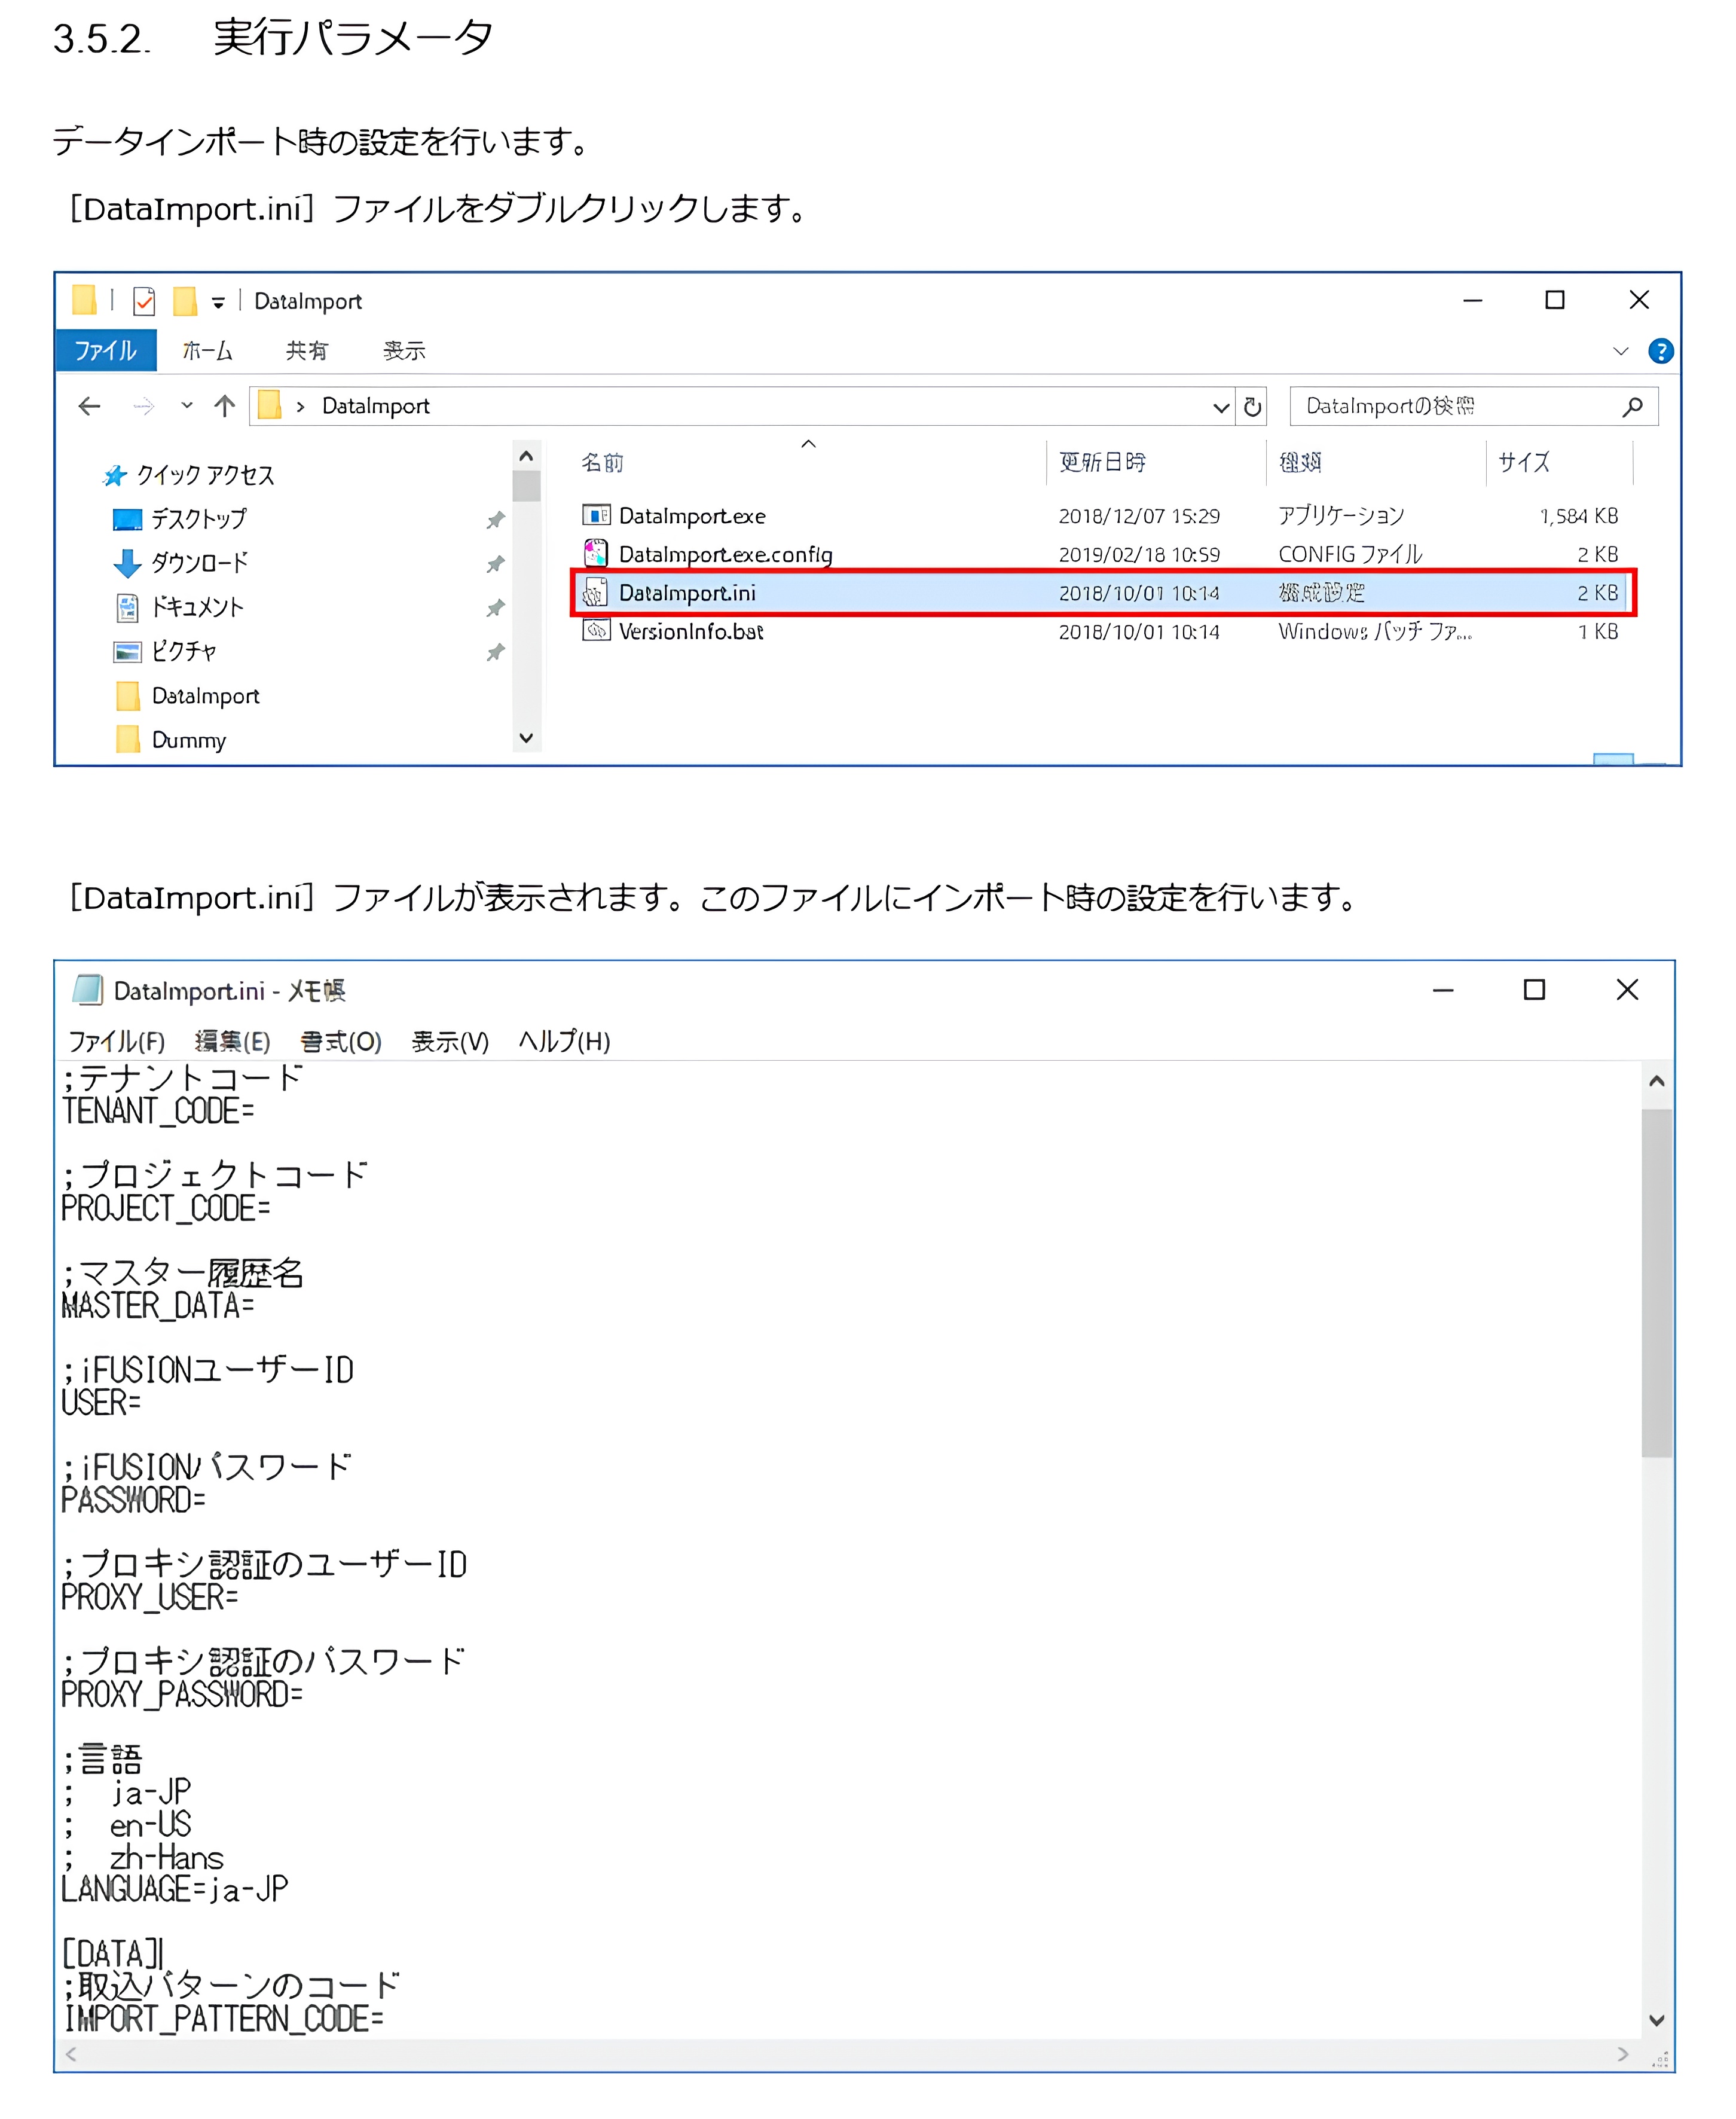 3.5.2. 実行パラメータ
データインポート時の設定を行います。
［DataImport.ini］ファイルをダブルクリックします。
DataImport
ファイル ホーム 共有 表示
DataImport DataImportの検索
名前 更新日時 種類 サイズ
クイック アクセス
デスクトップ
ダウンロード
ドキュメント
ピクチャ
DataImport
Dummy
DataImport.exe 2018/12/07 15:29 アプリケーション 1,584 KB
DataImport.exe.config 2019/02/18 10:59 CONFIG ファイル 2 KB
DataImport.ini 2018/10/01 10:14 構成設定 2 KB
VersionInfo.bat 2018/10/01 10:14 Windows バッチ ファ... 1 KB
［DataImport.ini］ファイルが表示されます。このファイルにインポート時の設定を行います。
DataImport.ini - メモ帳
ファイル(F) 編集(E) 書式(O) 表示(V) ヘルプ(H)
;テナントコード
TENANT_CODE=
;プロジェクトコード
PROJECT_CODE=
;マスター履歴名
MASTER_DATA=
;iFUSIONユーザーID
USER=
;iFUSIONパスワード
PASSWORD=
;プロキシ認証のユーザーID
PROXY_USER=
;プロキシ認証のパスワード
PROXY_PASSWORD=
;言語
;　ja-JP
;　en-US
;　zh-Hans
LANGUAGE=ja-JP
[DATA]
;取込パターンのコード
IMPORT_PATTERN_CODE=